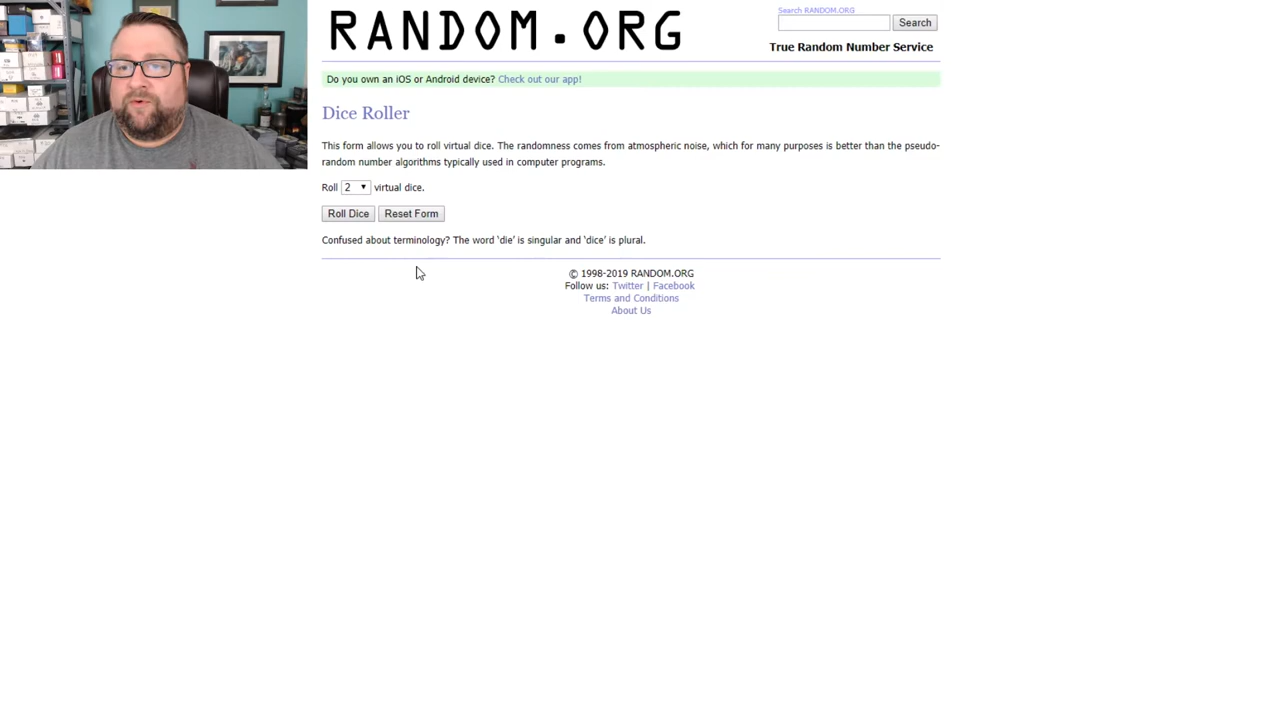 RANDOM.ORG
Search RANDOM.ORG
Search
True Random Number Service
Do you own an iOS or Android device? Check out our app!
Dice Roller
This form allows you to roll virtual dice. The randomness comes from atmospheric noise, which for many purposes is better than the pseudo-
random number algorithms typically used in computer programs.
Roll 2 virtual dice.
Roll Dice Reset Form
Confused about terminology? The word ‘die’ is singular and ‘dice’ is plural.
© 1998-2019 RANDOM.ORG
Follow us: Twitter | Facebook
Terms and Conditions
About Us